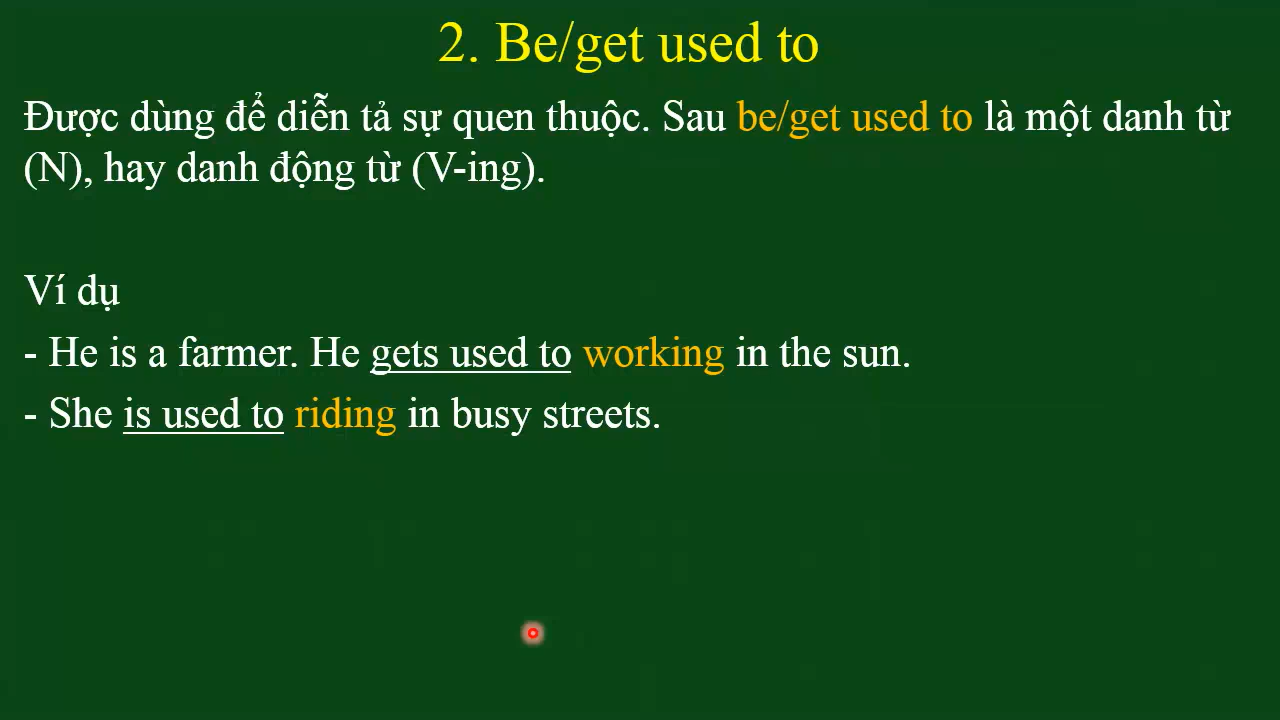 2. Be/get used to
Được dùng để diễn tả sự quen thuộc. Sau be/get used to là một danh từ
(N), hay danh động từ (V-ing).
Ví dụ
- He is a farmer. He gets used to working in the sun.
- She is used to riding in busy streets.